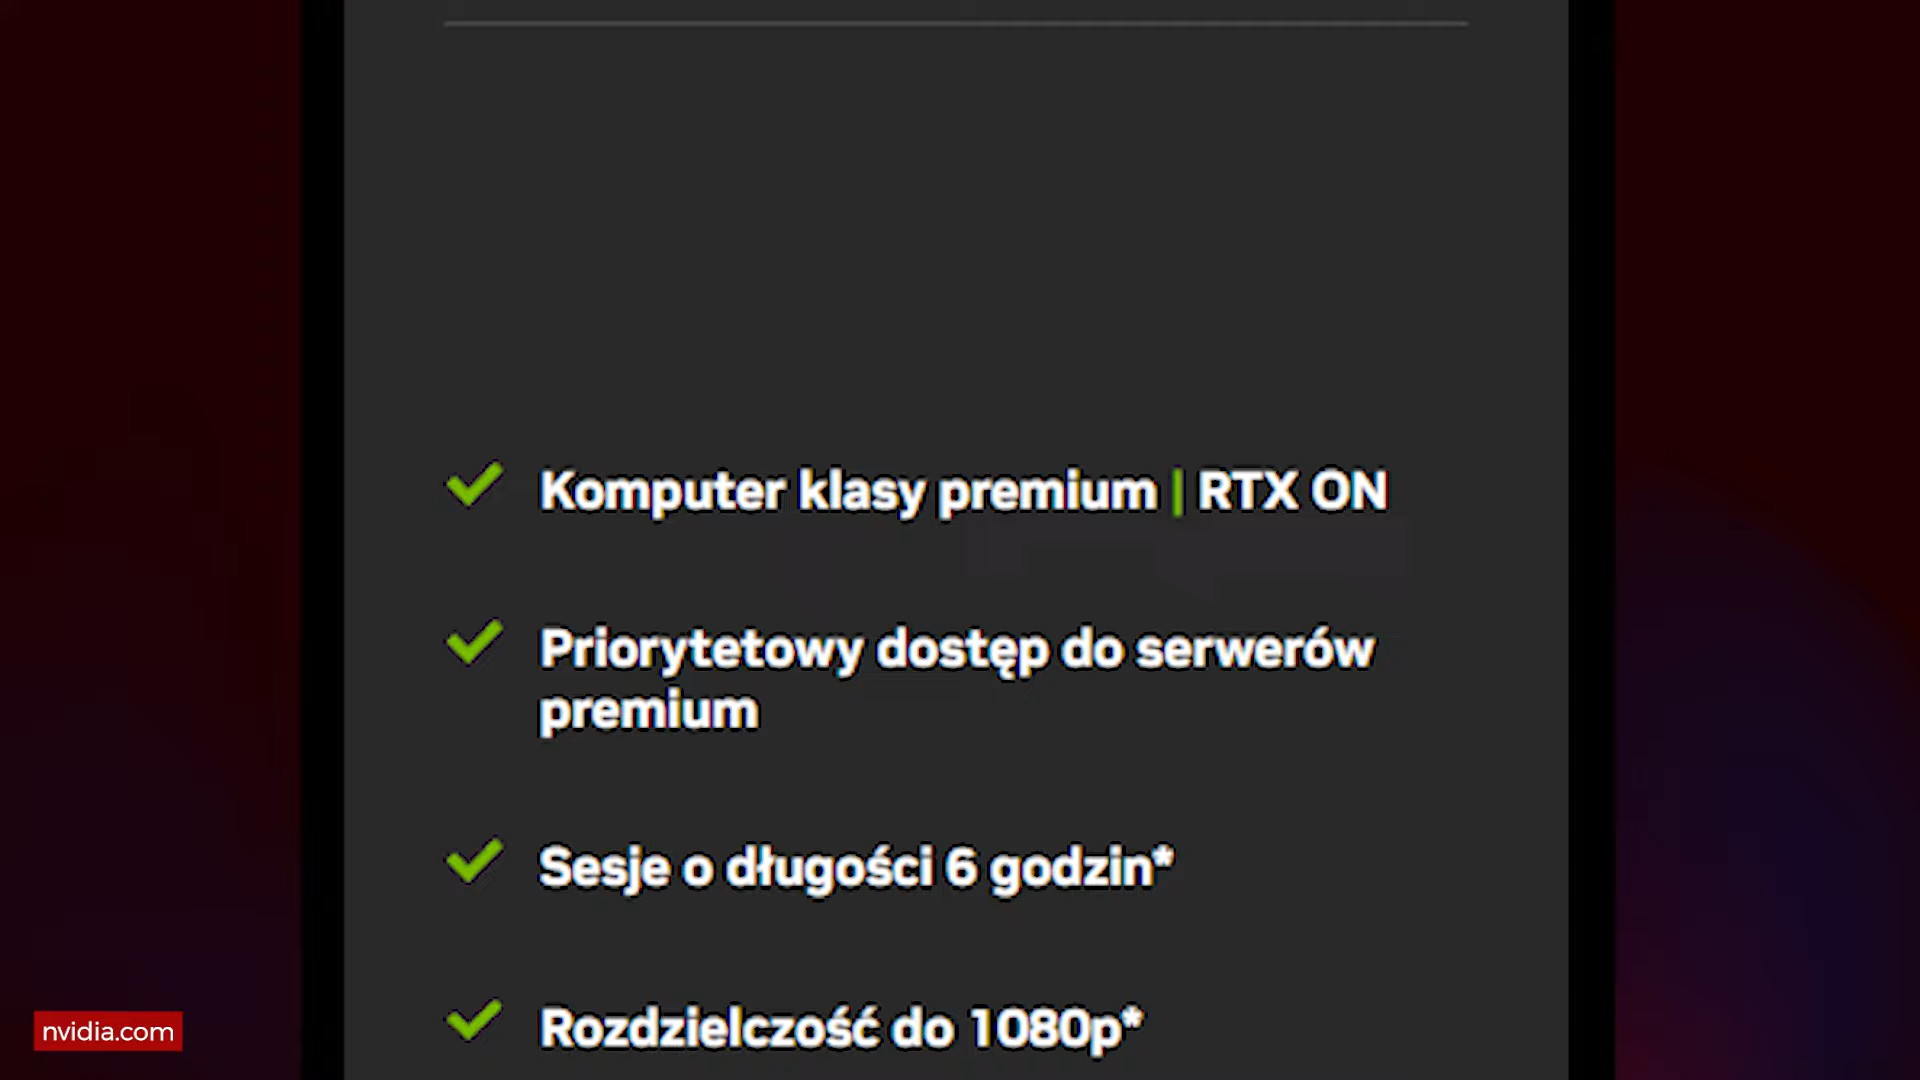 Komputer klasy premium | RTX ON
Priorytetowy dostęp do serwerów
premium
Sesje o długości 6 godzin*
Rozdzielczość do 1080p*
nvidia.com